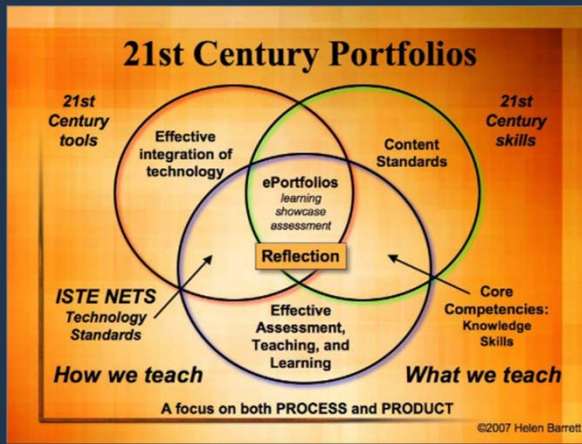 21st Century Portfolios
21st
Century
tools
21st
Century
skills
Effective
integration of
technology
Content
Standards
ePortfolios
learning
showcase
assessment
Reflection
ISTE NETS
Technology
Standards
Core
Competencies:
Knowledge
Skills
Effective
Assessment,
Teaching, and
Learning
How we teach
What we teach
A focus on both PROCESS and PRODUCT
©2007 Helen Barrett